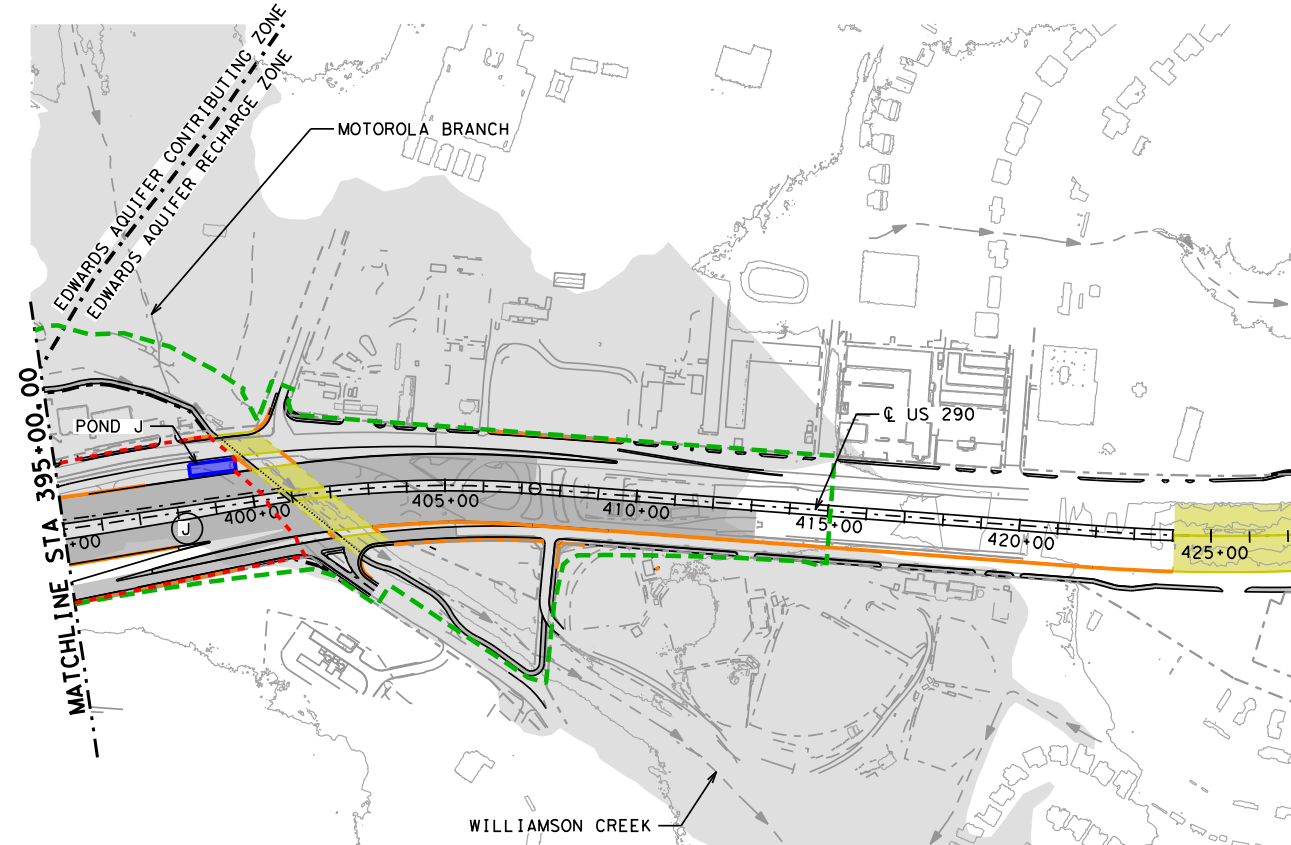 EDWARDS AQUIFER CONTRIBUTING ZONE
EDWARDS AQUIFER RECHARGE ZONE
MOTOROLA BRANCH
MATCHLINE STA 395+00.00
POND J
℄ US 290
J
+00
400+00
405+00
410+00
415+00
420+00
425+00
WILLIAMSON CREEK